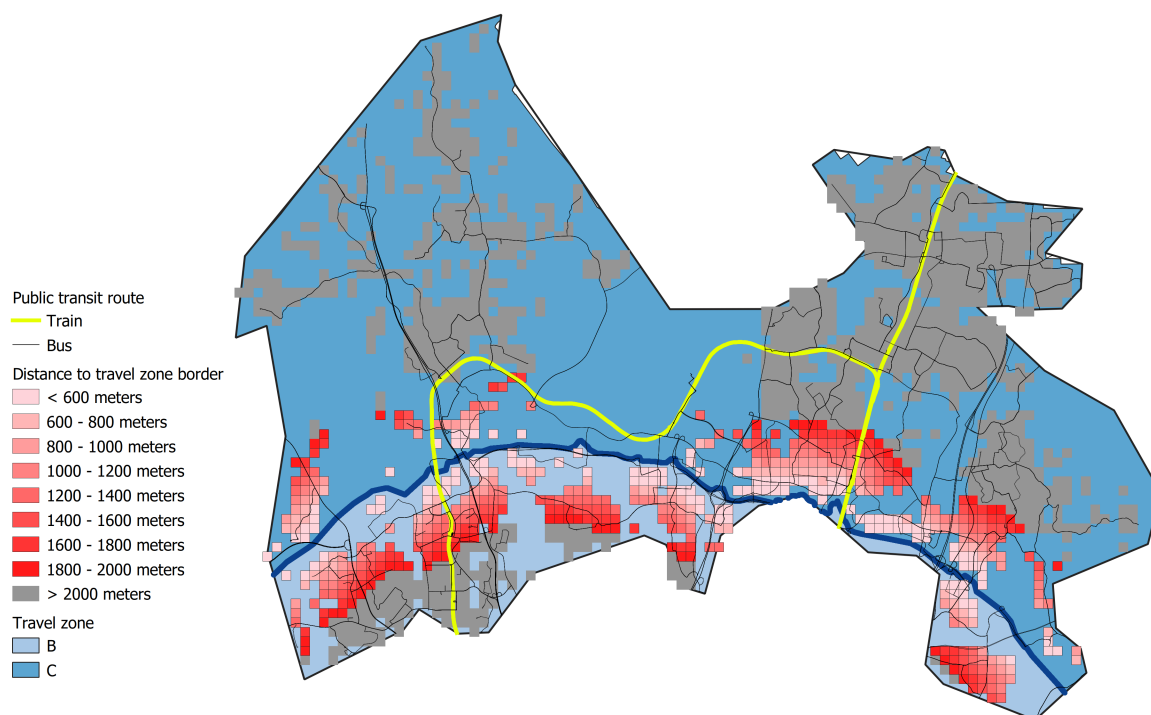 Public transit route
Train
Bus
Distance to travel zone border
< 600 meters
600 - 800 meters
800 - 1000 meters
1000 - 1200 meters
1200 - 1400 meters
1400 - 1600 meters
1600 - 1800 meters
1800 - 2000 meters
> 2000 meters
Travel zone
B
C